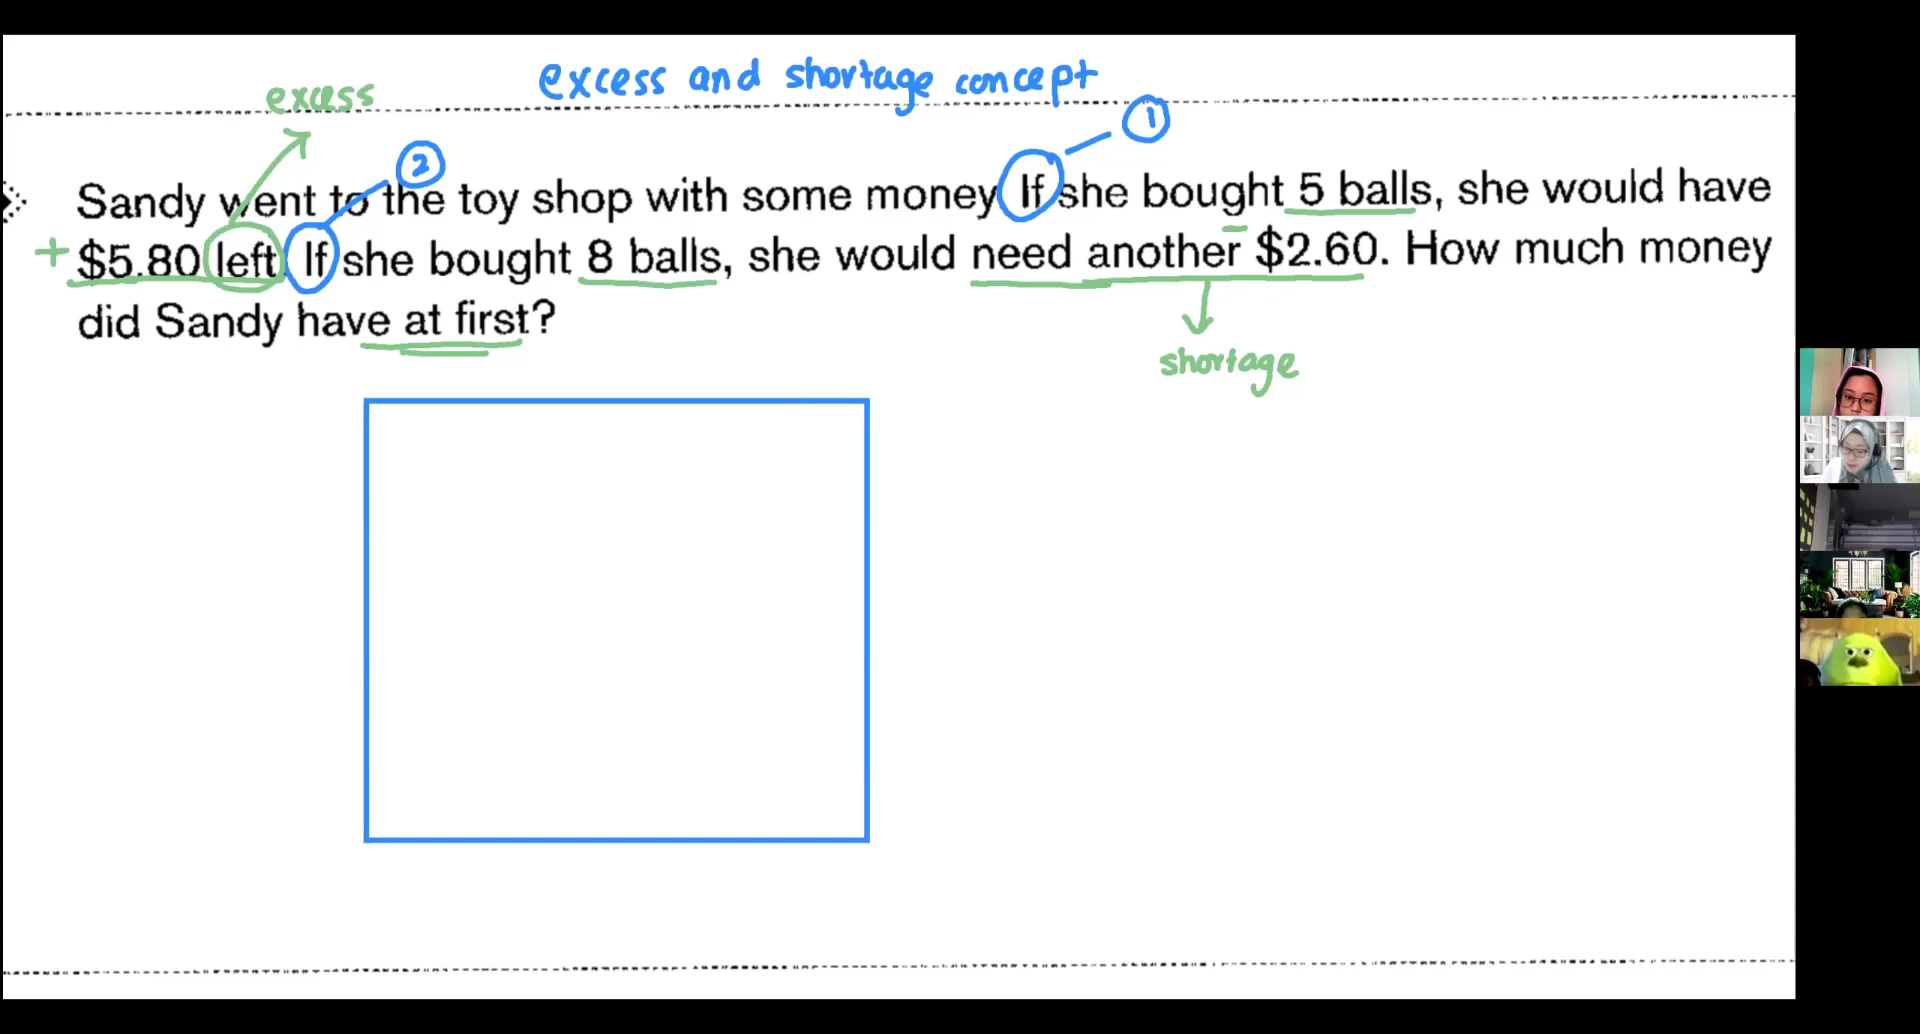 excess and shortage concept
excess
①
②
Sandy went to the toy shop with some money. If she bought 5 balls, she would have
+ $5.80 left. If she bought 8 balls, she would need another $2.60. How much money
did Sandy have at first?
shortage